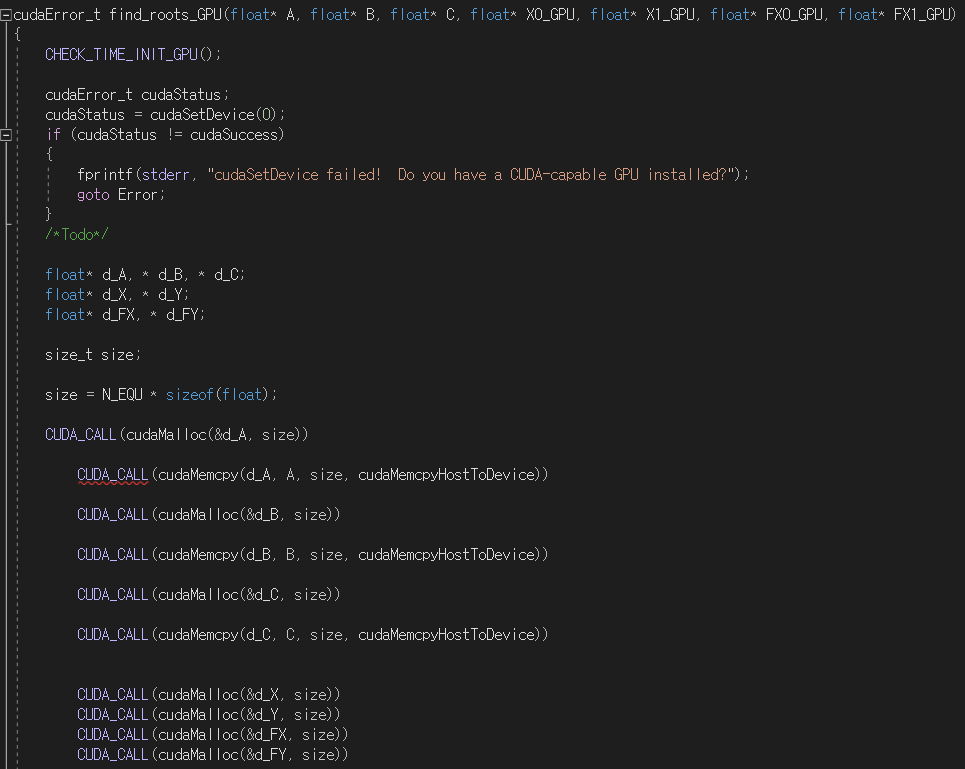 cudaError_t find_roots_GPU(float* A, float* B, float* C, float* X0_GPU, float* X1_GPU, float* FX0_GPU, float* FX1_GPU)
{
CHECK_TIME_INIT_GPU();
cudaError_t cudaStatus;
cudaStatus = cudaSetDevice(0);
if (cudaStatus != cudaSuccess)
{
fprintf(stderr, "cudaSetDevice failed!  Do you have a CUDA-capable GPU installed?");
goto Error;
}
/*Todo*/
float* d_A, * d_B, * d_C;
float* d_X, * d_Y;
float* d_FX, * d_FY;
size_t size;
size = N_EQU * sizeof(float);
CUDA_CALL(cudaMalloc(&d_A, size))
CUDA_CALL(cudaMemcpy(d_A, A, size, cudaMemcpyHostToDevice))
CUDA_CALL(cudaMalloc(&d_B, size))
CUDA_CALL(cudaMemcpy(d_B, B, size, cudaMemcpyHostToDevice))
CUDA_CALL(cudaMalloc(&d_C, size))
CUDA_CALL(cudaMemcpy(d_C, C, size, cudaMemcpyHostToDevice))
CUDA_CALL(cudaMalloc(&d_X, size))
CUDA_CALL(cudaMalloc(&d_Y, size))
CUDA_CALL(cudaMalloc(&d_FX, size))
CUDA_CALL(cudaMalloc(&d_FY, size))